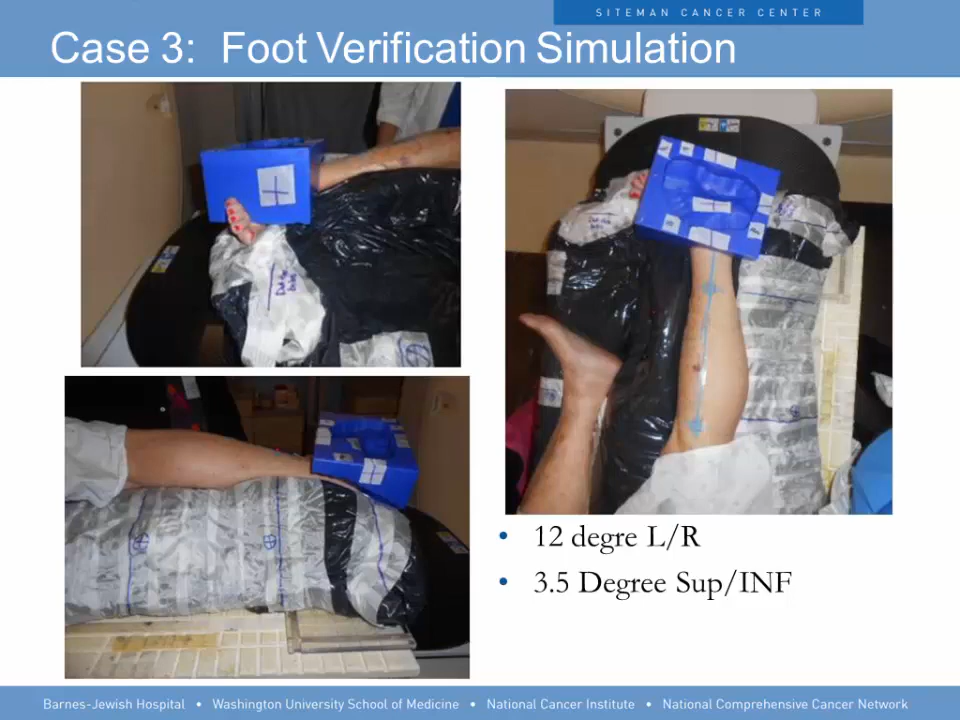 SITEMAN CANCER CENTER
Case 3: Foot Verification Simulation
• 12 degre L/R
• 3.5 Degree Sup/INF
Barnes-Jewish Hospital • Washington University School of Medicine • National Cancer Institute • National Comprehensive Cancer Network